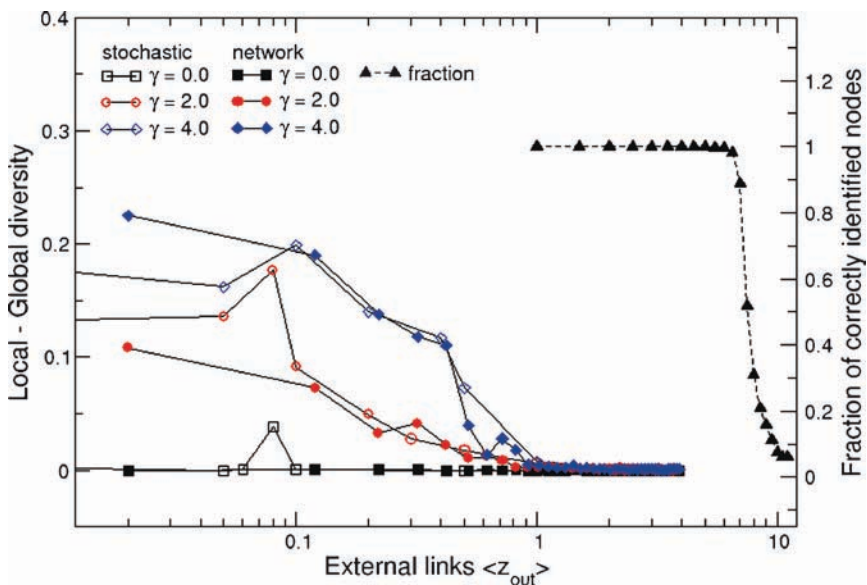 0.4
0.3
0.2
0.1
0
Local - Global diversity
stochastic network
γ = 0.0 γ = 0.0 fraction
γ = 2.0 γ = 2.0
γ = 4.0 γ = 4.0
1.2
1
0.8
0.6
0.4
0.2
0
Fraction of correctly identified nodes
0.1 1 10
External links <z_out>